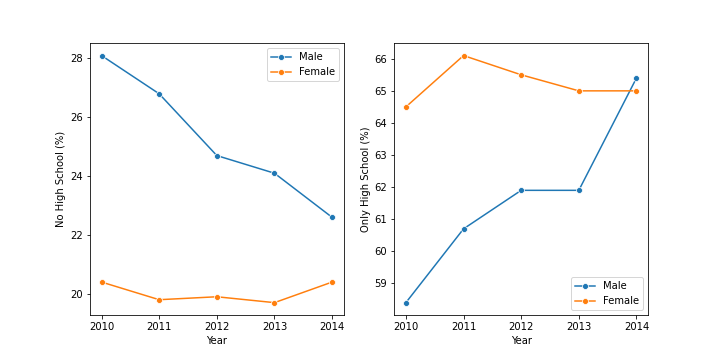 No High School (%)
28
26
24
22
20
2010 2011 2012 2013 2014
Year
Male
Female
Only High School (%)
66
65
64
63
62
61
60
59
2010 2011 2012 2013 2014
Year
Male
Female